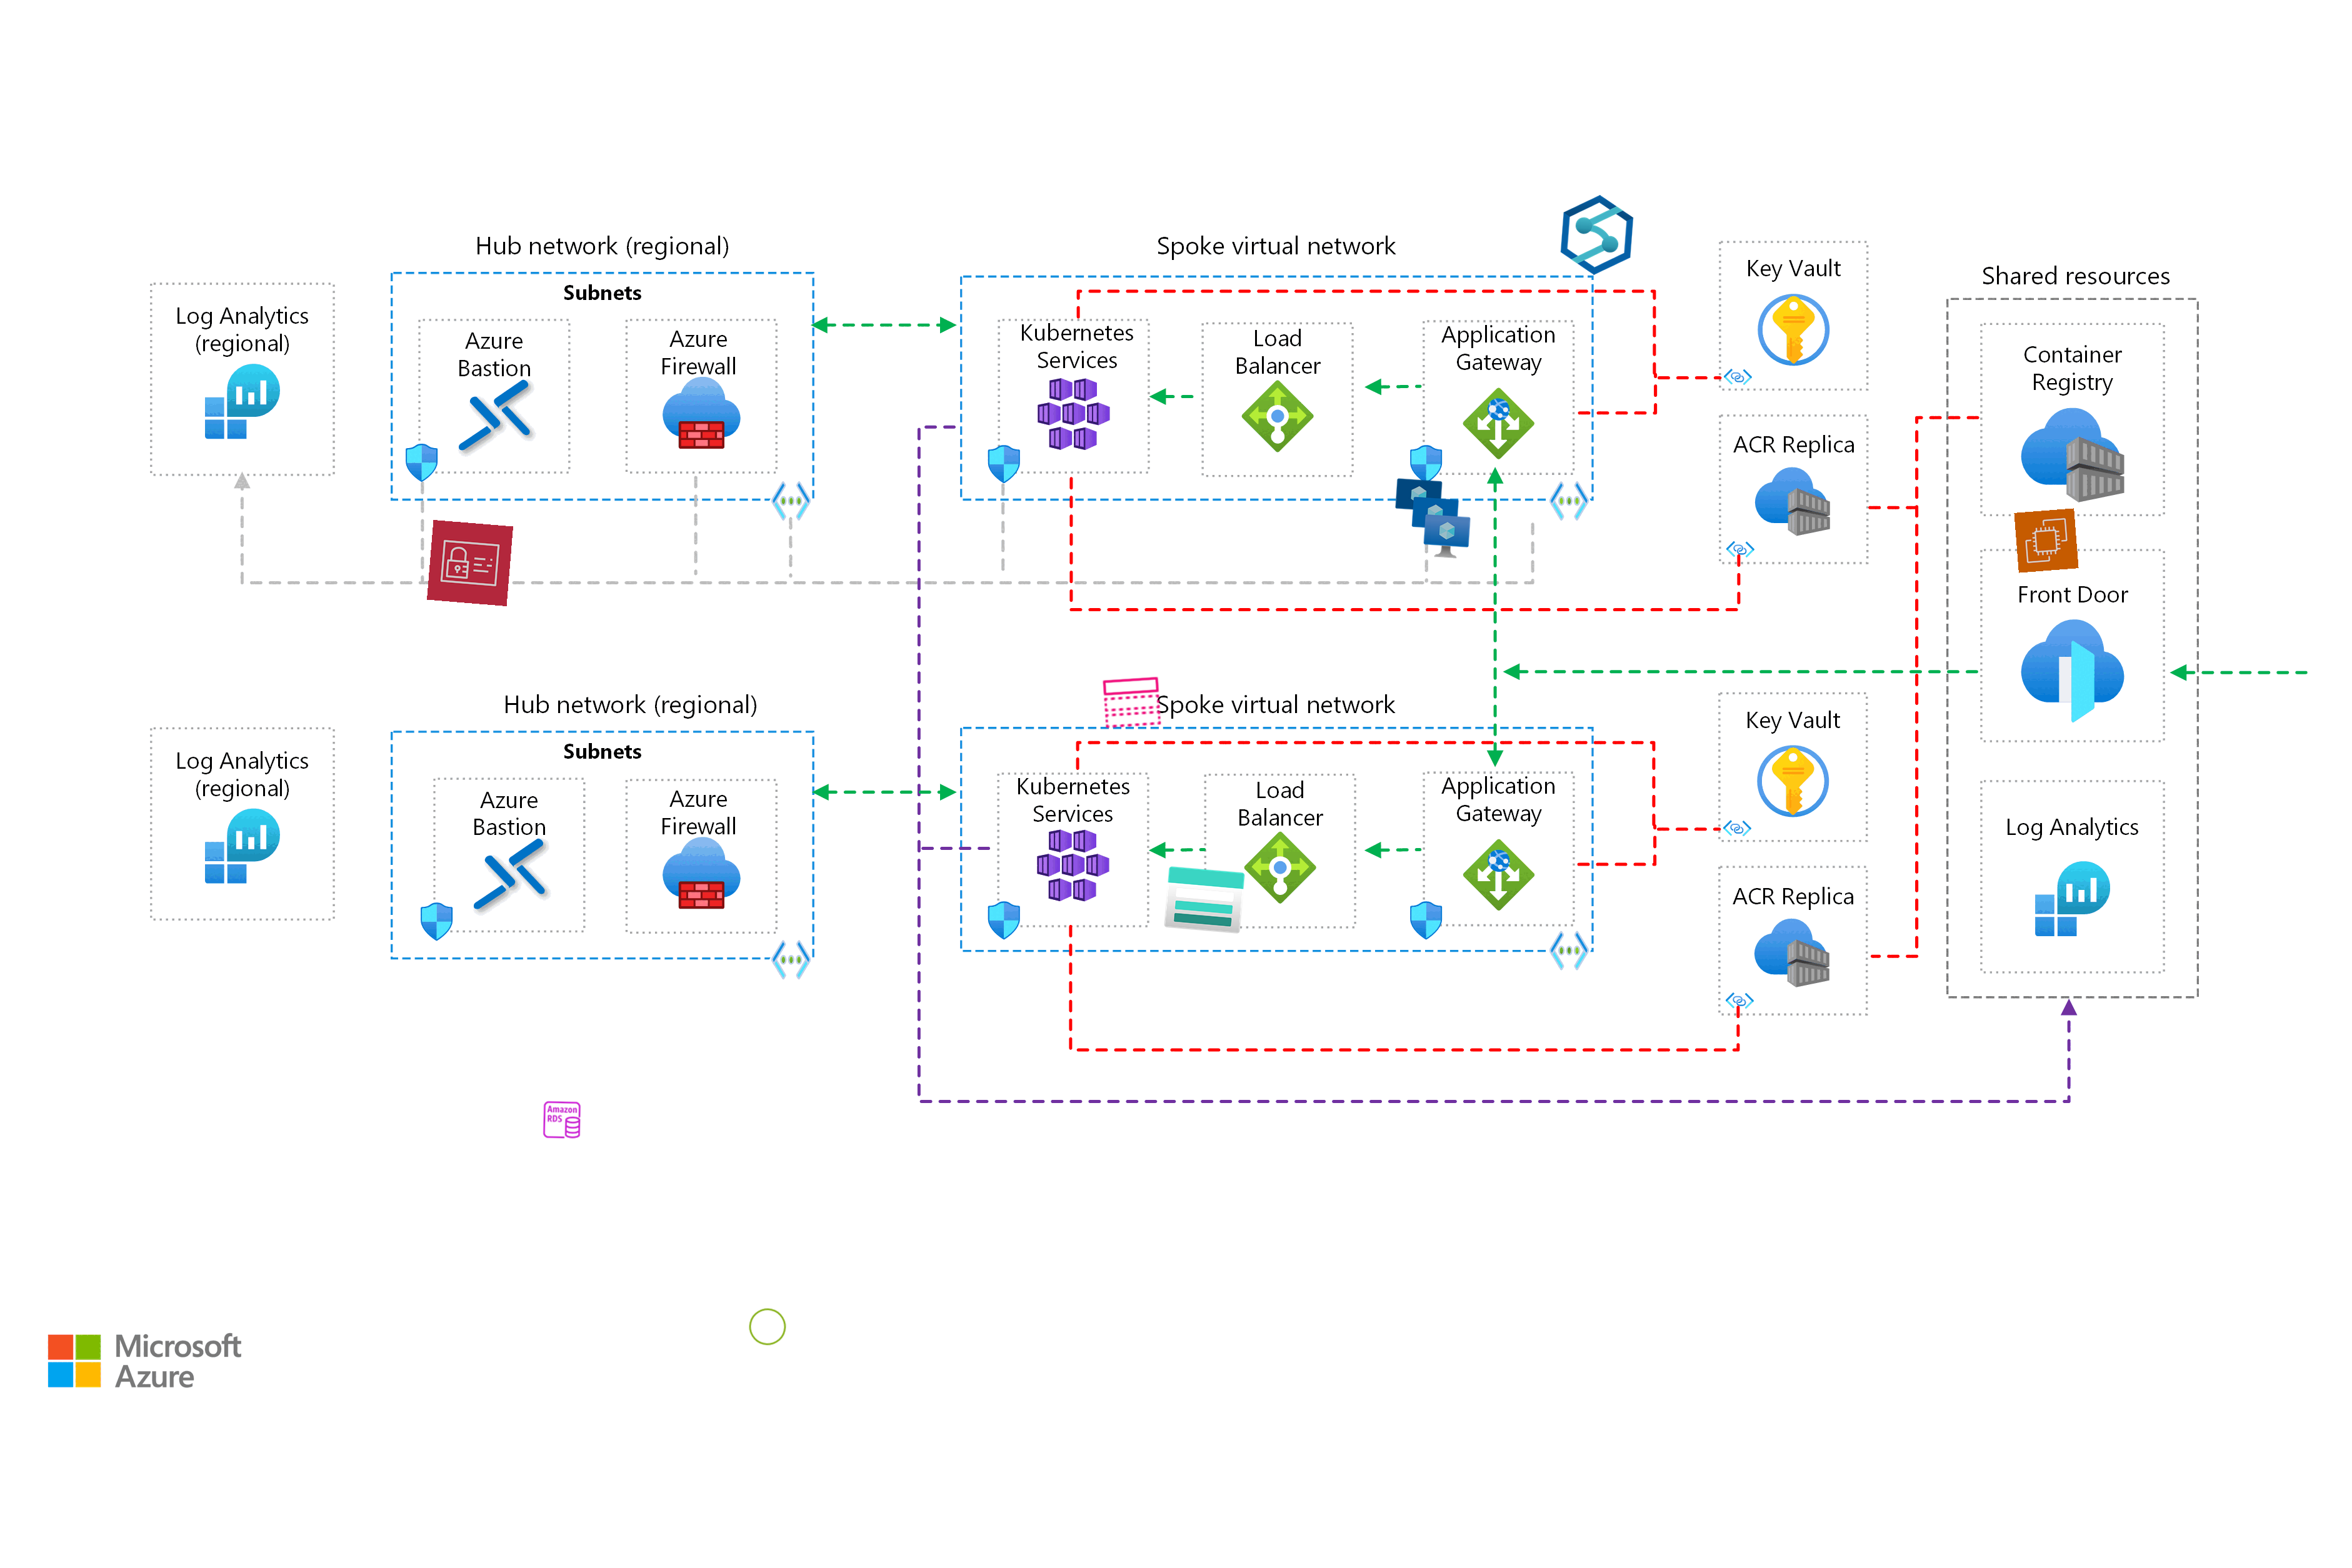 Hub network (regional)
Spoke virtual network
Key Vault
Shared resources
Log Analytics
(regional)
Subnets
Azure
Bastion
Azure
Firewall
Kubernetes
Services
Load
Balancer
Application
Gateway
Container
Registry
ACR Replica
Front Door
Hub network (regional)
Spoke virtual network
Key Vault
Log Analytics
(regional)
Subnets
Azure
Bastion
Azure
Firewall
Kubernetes
Services
Load
Balancer
Application
Gateway
Log Analytics
ACR Replica
Amazon
RDS
Microsoft
Azure